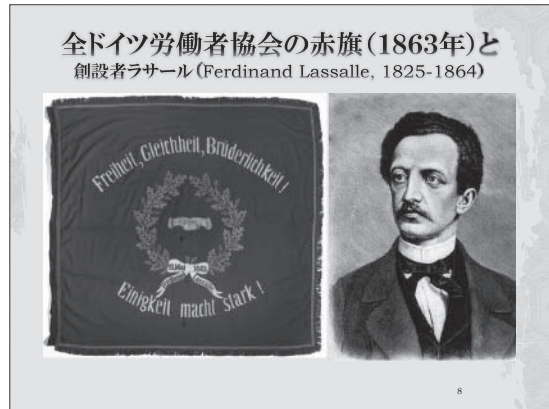 全ドイツ労働者協会の赤旗(1863年)と
創設者ラサール(Ferdinand Lassalle, 1825-1864)
Freiheit, Gleichheit, Brüderlichkeit!
Einigkeit macht stark!
8